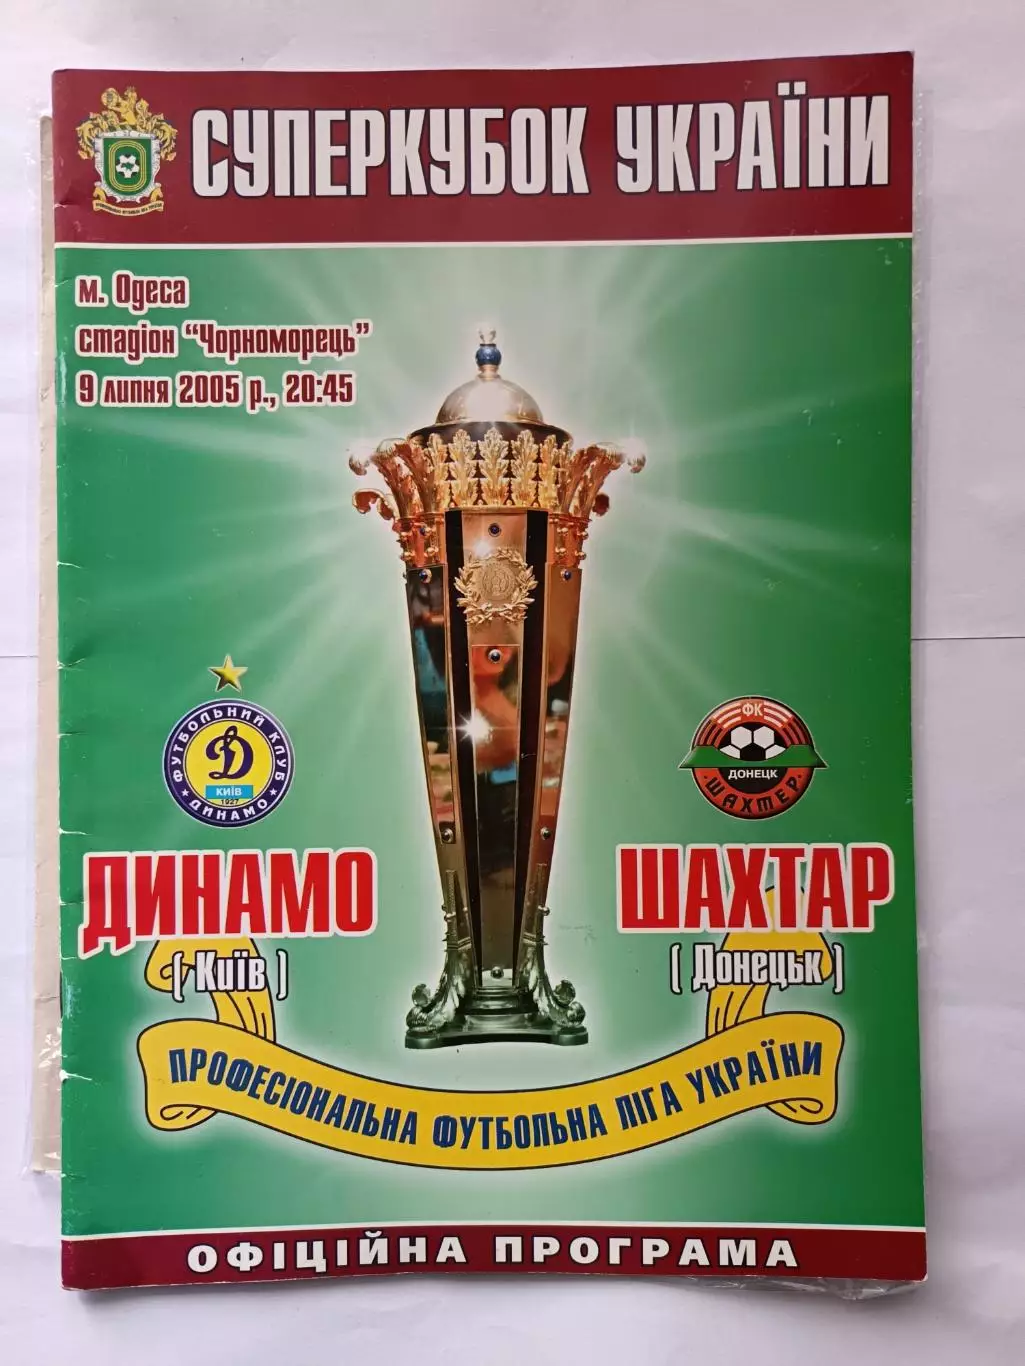 СУПЕРКУБОК УКРАЇНИ
м. Одеса
стадіон "Чорноморець"
9 липня 2005 р., 20:45
ФУТБОЛЬНИЙ КЛУБ
Д
КИЇВ
1927
ДИНАМО
ФК
ДОНЕЦК
ШАХТЕР
ДИНАМО
(Київ)
ШАХТАР
(Донецьк)
ПРОФЕСІОНАЛЬНА ФУТБОЛЬНА ЛІГА УКРАЇНИ
ОФІЦІЙНА ПРОГРАМА